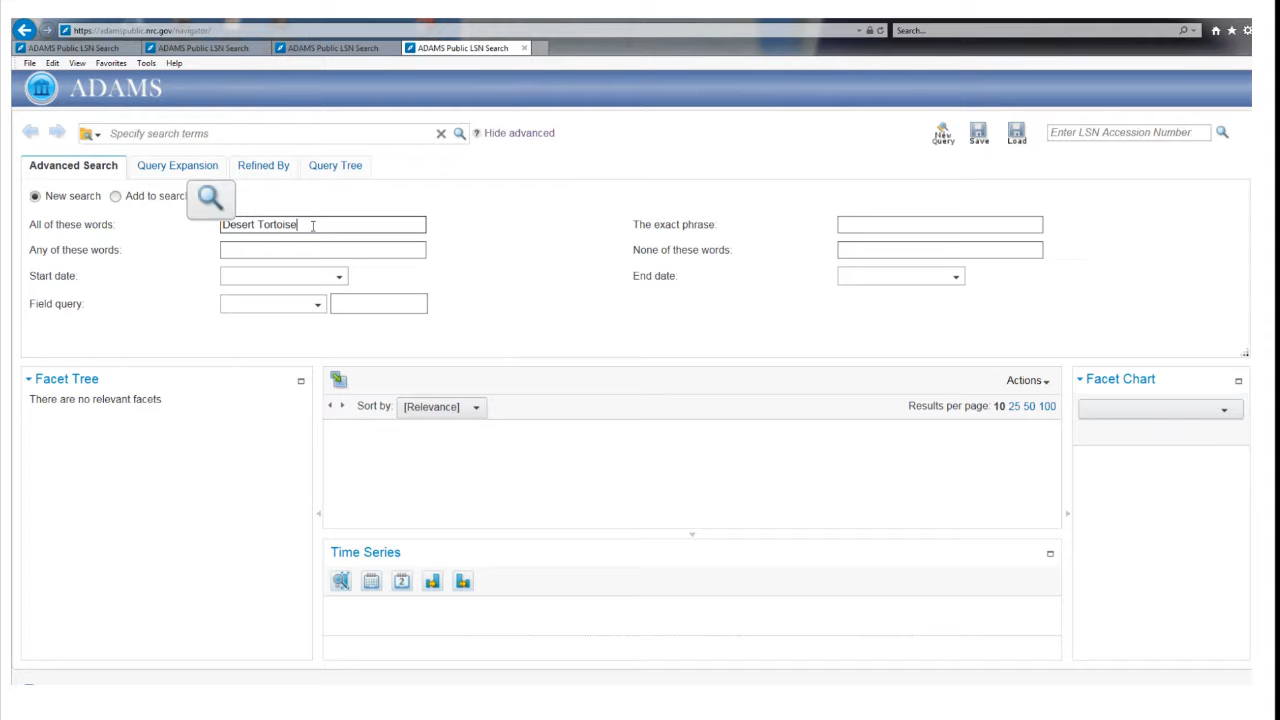 https://adamspublic.nrc.gov/navigator/
Search...
ADAMS Public LSN Search
ADAMS Public LSN Search
ADAMS Public LSN Search
ADAMS Public LSN Search
File Edit View Favorites Tools Help
ADAMS
Specify search terms
? Hide advanced
New Query
Save
Load
Enter LSN Accession Number
Advanced Search
Query Expansion
Refined By
Query Tree
New search
Add to search
All of these words:
Desert Tortoise
The exact phrase:
Any of these words:
None of these words:
Start date:
End date:
Field query:
Facet Tree
Actions
Facet Chart
There are no relevant facets
Sort by: [Relevance]
Results per page: 10 25 50 100
Time Series
2